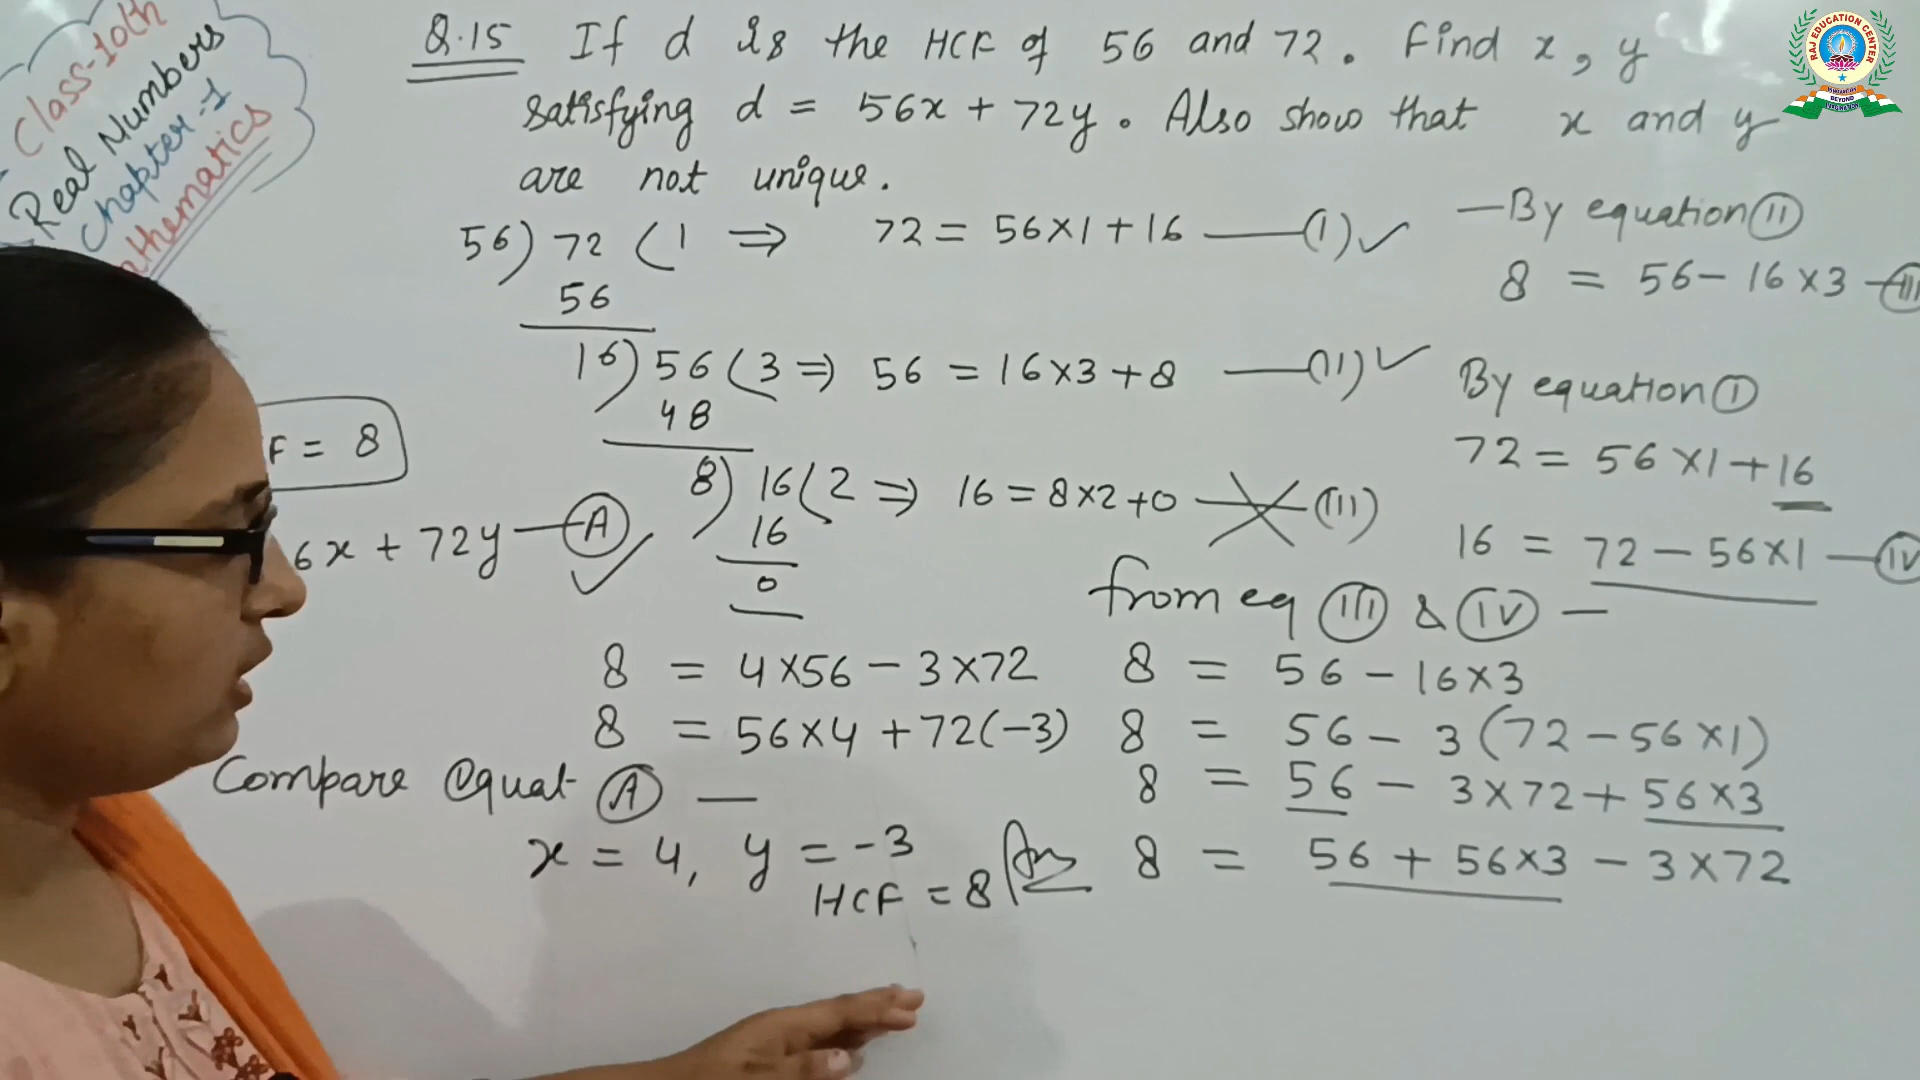 Class-10th
Real Numbers
Chapter-1
Q.15 If d is the HCF of 56 and 72. Find x, y
satisfying d = 56x + 72y. Also show that x and y
are not unique.
56) 72 (1 ⇒ 72 = 56×1+16 —(I)✓
56
16) 56 (3 ⇒ 56 = 16×3+8 —(II)✓
48
8) 16 (2 ⇒ 16 = 8×2+0 —(III)
16
0
F = 8
6x + 72y —(A)✓
8 = 4×56 – 3×72
8 = 56×4 + 72(–3)
Compare equat (A) —
x = 4, y = -3
HCF = 8 Ans
—By equation (II)
8 = 56 – 16×3 —(III)
By equation (I)
72 = 56×1+16
16 = 72 – 56×1 —(IV)
from eq (III) & (IV) —
8 = 56 – 16×3
8 = 56 – 3(72 – 56×1)
8 = 56 – 3×72 + 56×3
8 = 56 + 56×3 – 3×72
RAJ EDUCATION CENTER